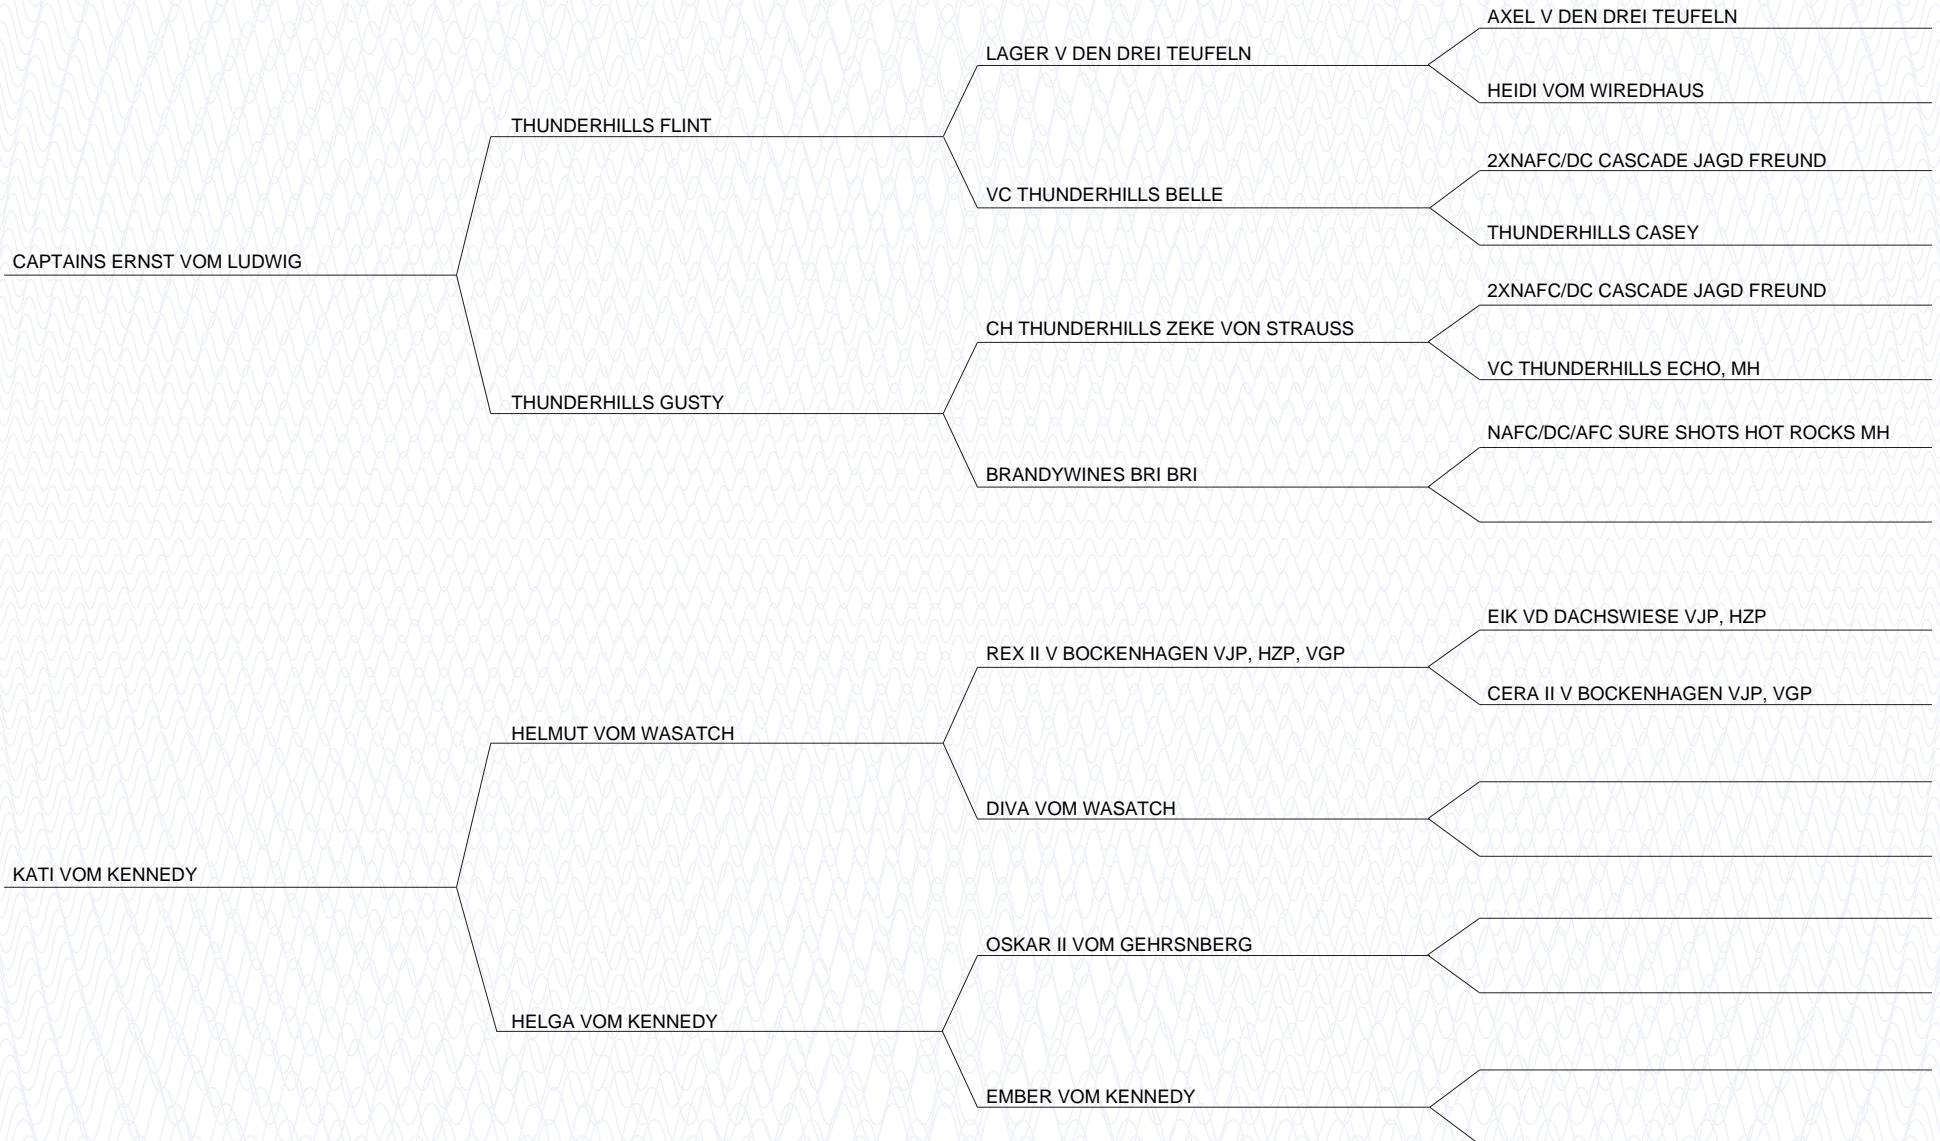 AXEL V DEN DREI TEUFELN
LAGER V DEN DREI TEUFELN
HEIDI VOM WIREDHAUS
THUNDERHILLS FLINT
2XNAFC/DC CASCADE JAGD FREUND
VC THUNDERHILLS BELLE
THUNDERHILLS CASEY
CAPTAINS ERNST VOM LUDWIG
2XNAFC/DC CASCADE JAGD FREUND
CH THUNDERHILLS ZEKE VON STRAUSS
VC THUNDERHILLS ECHO, MH
THUNDERHILLS GUSTY
NAFC/DC/AFC SURE SHOTS HOT ROCKS MH
BRANDYWINES BRI BRI
EIK VD DACHSWIESE VJP, HZP
REX II V BOCKENHAGEN VJP, HZP, VGP
CERA II V BOCKENHAGEN VJP, VGP
HELMUT VOM WASATCH
DIVA VOM WASATCH
KATI VOM KENNEDY
OSKAR II VOM GEHRSNBERG
HELGA VOM KENNEDY
EMBER VOM KENNEDY